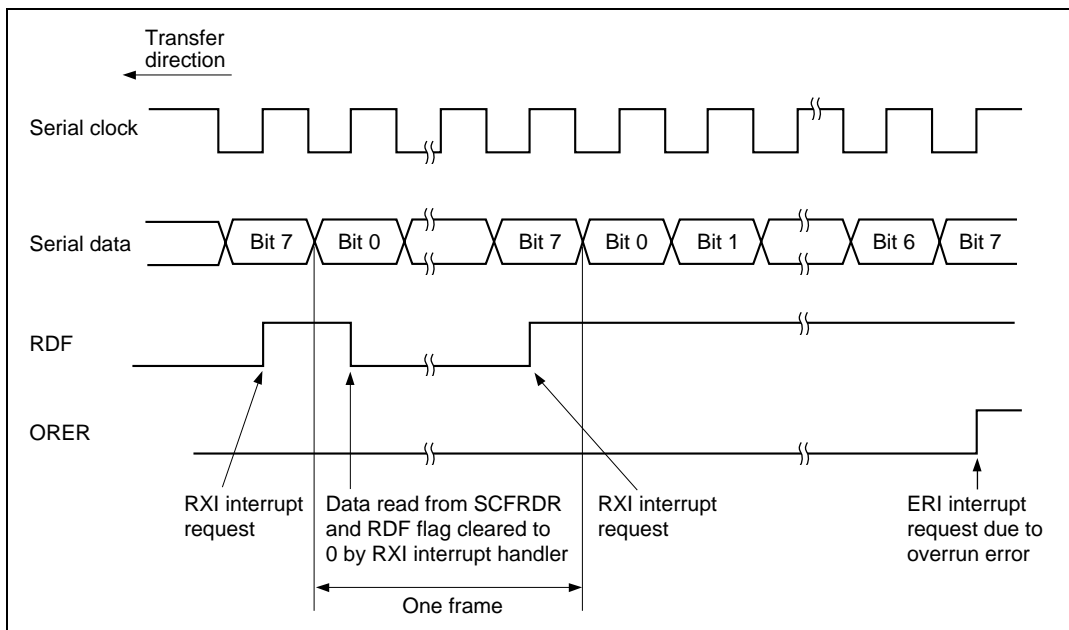 Transfer
direction
Serial clock
Serial data
Bit 7 Bit 0 Bit 7 Bit 0 Bit 1 Bit 6 Bit 7
RDF
ORER
RXI interrupt
request
Data read from SCFRDR
and RDF flag cleared to
0 by RXI interrupt handler
RXI interrupt
request
ERI interrupt
request due to
overrun error
One frame